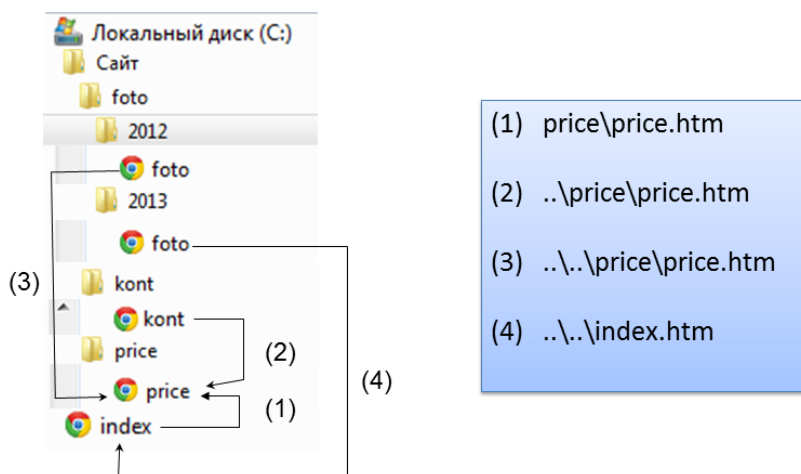 Локальный диск (C:)
Сайт
foto
2012
foto
2013
foto
(3)
kont
kont
price
(2)
(4)
price
(1)
index
(1) price\price.htm
(2) ..\price\price.htm
(3) ..\..\price\price.htm
(4) ..\..\index.htm